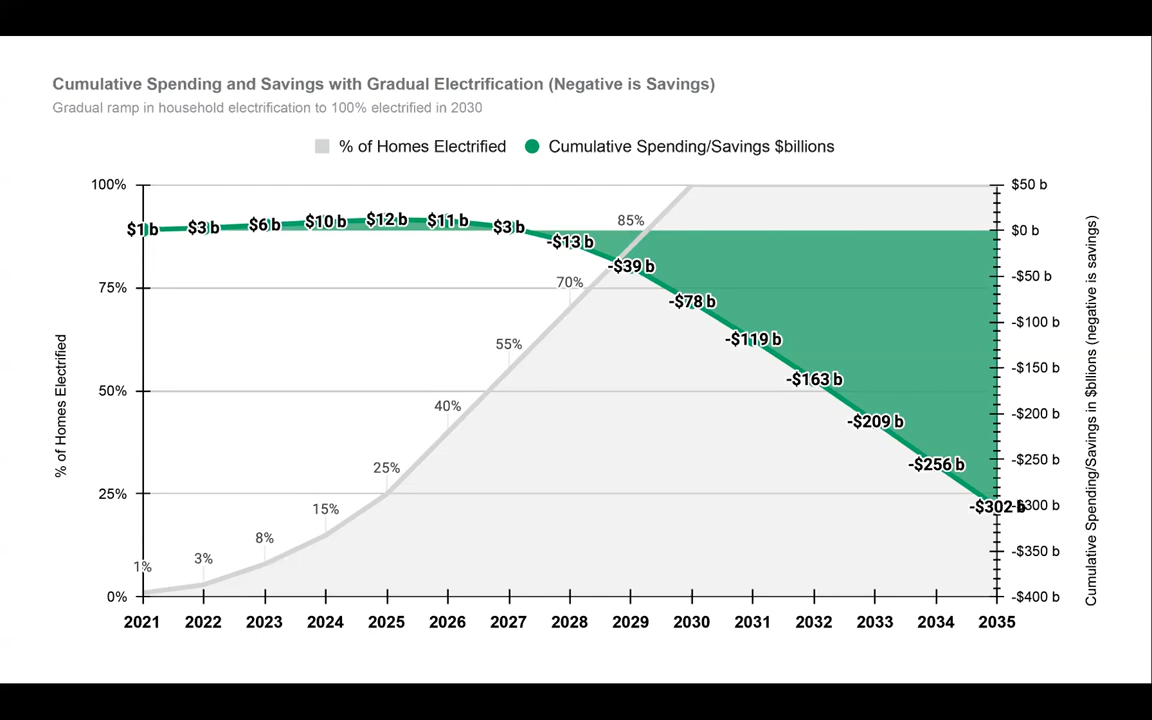 Cumulative Spending and Savings with Gradual Electrification (Negative is Savings)
Gradual ramp in household electrification to 100% electrified in 2030
% of Homes Electrified
Cumulative Spending/Savings $billions
100%
75%
50%
25%
0%
% of Homes Electrified
$1 b
$3 b
$6 b
$10 b
$12 b
$11 b
$3 b
-$13 b
-$39 b
-$78 b
-$119 b
-$163 b
-$209 b
-$256 b
-$302 b
1%
3%
8%
15%
25%
40%
55%
70%
85%
$50 b
$0 b
-$50 b
-$100 b
-$150 b
-$200 b
-$250 b
-$300 b
-$350 b
-$400 b
Cumulative Spending/Savings in $bllions (negative is savings)
2021 2022 2023 2024 2025 2026 2027 2028 2029 2030 2031 2032 2033 2034 2035